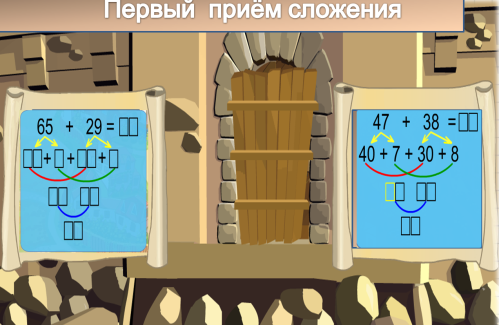 Первый приём сложения
65 + 29 = □□
□□+□+□□+□
□□ □□
□□
47 + 38 = □□
40 + 7 + 30 + 8
□□ □□
□□